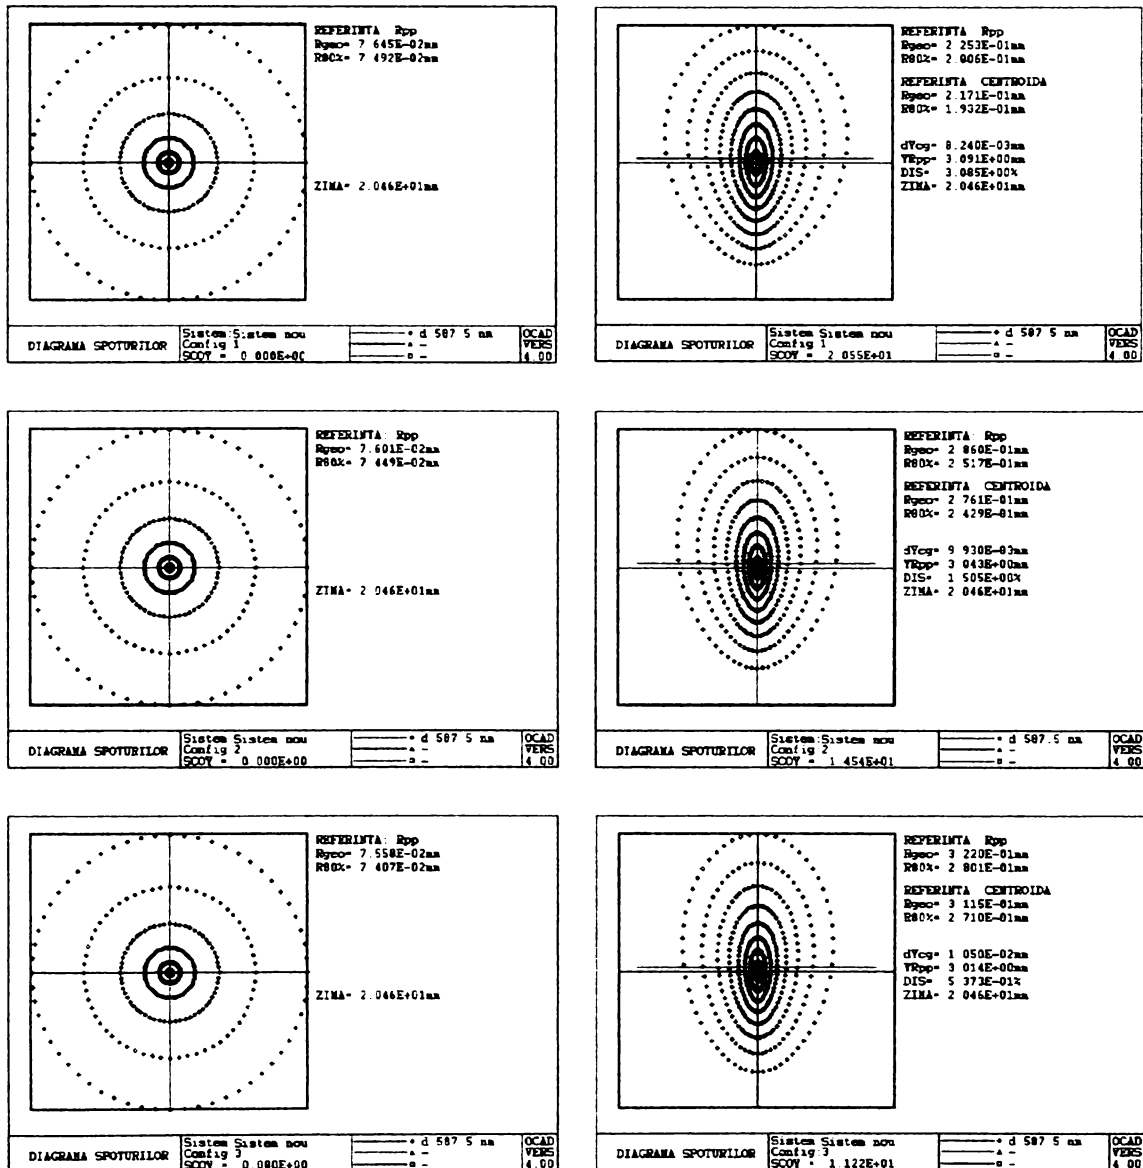 REFERINTA Rpp
Rgeo= 7 645E-02mm
R80%= 7 492E-02mm
ZIMA= 2.046E+01mm
DIAGRAMA SPOTURILOR
Sistem:Sistem nou
Config 1
SCOY = 0 000E+00
d 587 5 nm
OCAD
VERS
4.00
REFERINTA Rpp
Rgeo= 2 253E-01mm
R80%= 2.006E-01mm
REFERINTA CENTROIDA
Rgeo= 2.171E-01mm
R80%= 1.932E-01mm
dYcg= 8.240E-03mm
YRpp= 3.091E+00mm
DIS= 3.085E+00%
ZIMA= 2.046E+01mm
DIAGRAMA SPOTURILOR
Sistem Sistem nou
Config 1
SCOY = 2.055E+01
d 587 5 nm
OCAD
VERS
4.00
REFERINTA: Rpp
Rgeo= 7.601E-02mm
R80%= 7 449E-02mm
ZIMA= 2 046E+01mm
DIAGRAMA SPOTURILOR
Sistem Sistem nou
Config 2
SCOY = 0.000E+00
d 587 5 nm
OCAD
VERS
4 00
REFERINTA Rpp
Rgeo= 2 860E-01mm
R80%= 2 517E-01mm
REFERINTA CENTROIDA
Rgeo= 2 761E-01mm
R80%= 2 429E-01mm
dYcg= 9 930E-03mm
YRpp= 3 043E+00mm
DIS= 1 505E+00%
ZIMA= 2 046E+01mm
DIAGRAMA SPOTURILOR
Sistem:Sistem nou
Config 2
SCOY = 1 454E+01
d 587.5 nm
OCAD
VERS
4 00
REFERINTA: Rpp
Rgeo= 7.558E-02mm
R80%= 7 407E-02mm
ZIMA= 2.046E+01mm
DIAGRAMA SPOTURILOR
Sistem Sistem nou
Config 3
SCOY = 0.000E+00
d 587 5 nm
OCAD
VERS
4.00
REFERINTA Rpp
Rgeo= 3 220E-01mm
R80%= 2 801E-01mm
REFERINTA CENTROIDA
Rgeo= 3 115E-01mm
R80%= 2 710E-01mm
dYcg= 1 050E-02mm
YRpp= 3 014E+00mm
DIS= 5 373E-01%
ZIMA= 2 046E+01mm
DIAGRAMA SPOTURILOR
Sistem Sistem nou
Config:3
SCOY = 1.122E+01
d 587 5 nm
OCAD
VERS
4 00